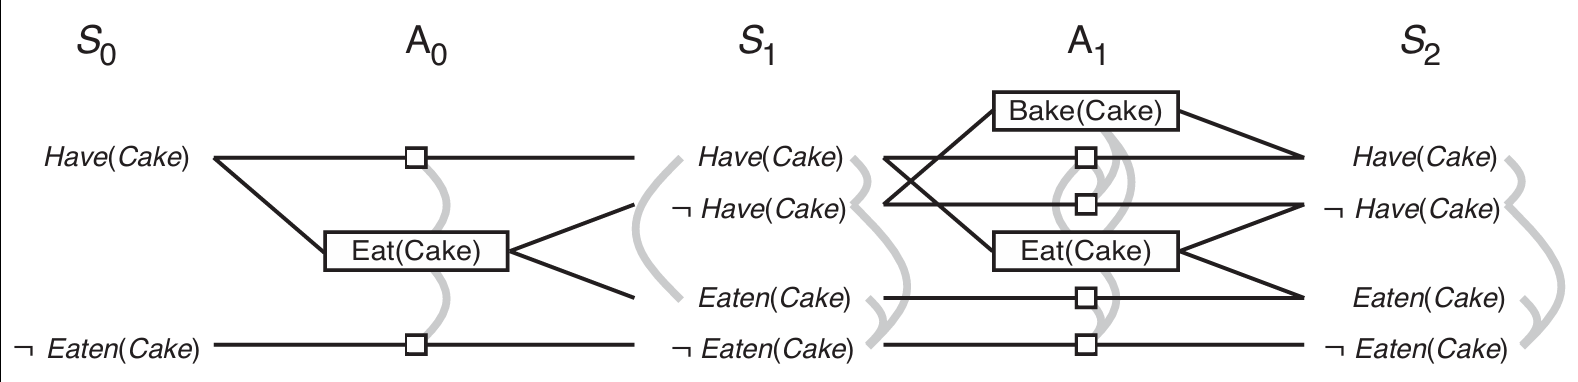 S0 A0 S1 A1 S2
Bake(Cake)
Have(Cake) Have(Cake) Have(Cake)
¬ Have(Cake) ¬ Have(Cake)
Eat(Cake) Eat(Cake)
Eaten(Cake) Eaten(Cake)
¬ Eaten(Cake) ¬ Eaten(Cake) ¬ Eaten(Cake)